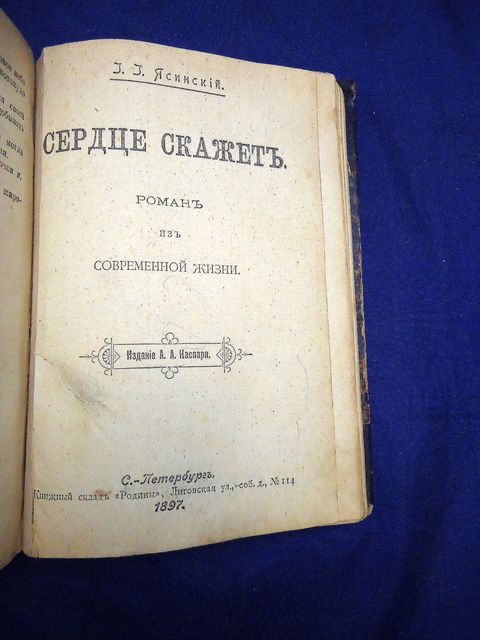 І. І. Ясинскій.
СЕРДЦЕ СКАЖЕТЪ.
РОМАНЪ
ИЗЪ
СОВРЕМЕННОЙ ЖИЗНИ.
Изданіе А. А. Каспари.
С.-Петербургъ.
Книжный складъ «Родины», Лиговская ул., соб. д., № 114
1897.